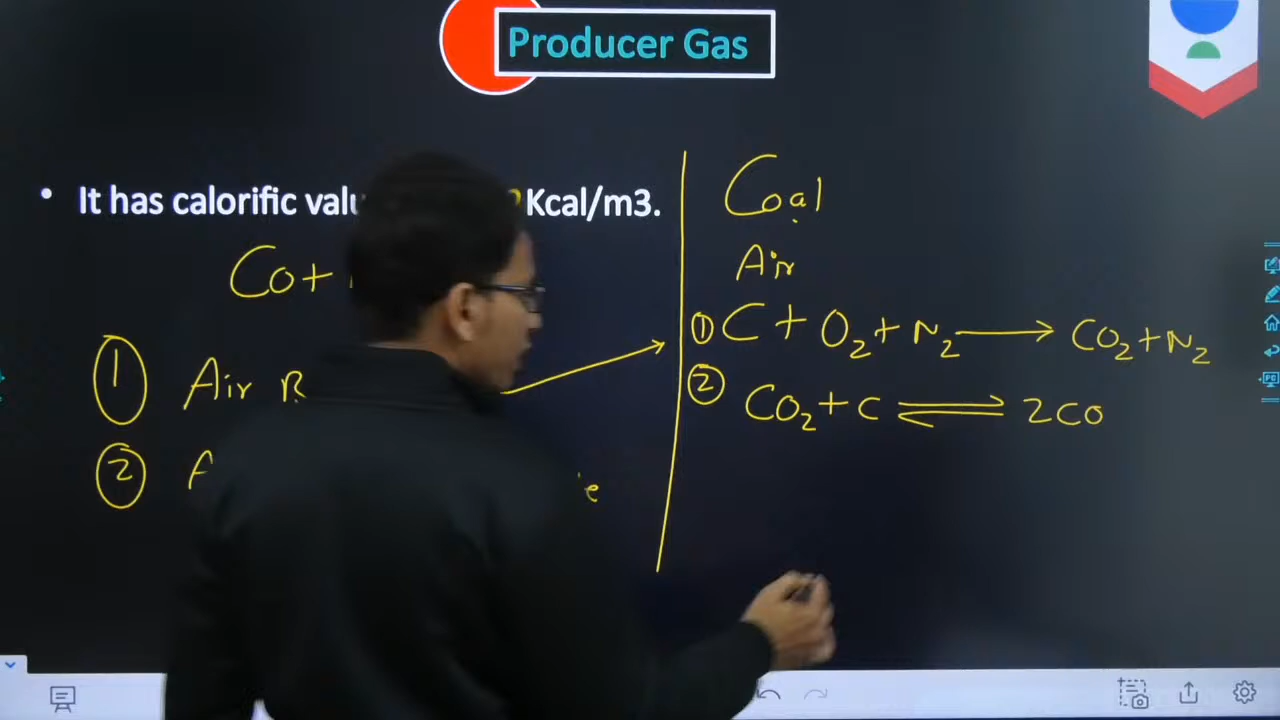 Producer Gas
• It has calorific Kcal/m3.
Co+
① Air
②
Coal
Air
① C + O₂ + N₂ ⟶ CO₂ + N₂
② CO₂ + C ⇌ 2CO